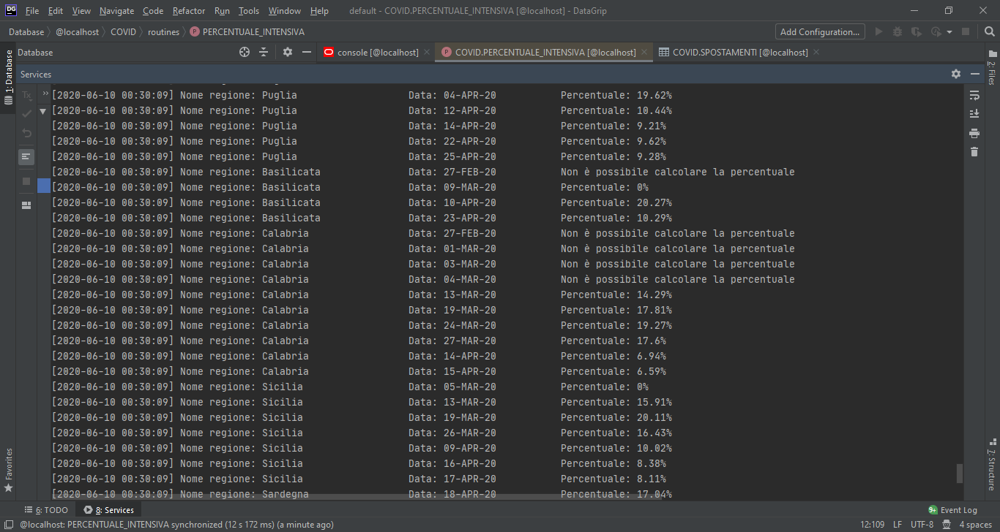 DG File Edit View Navigate Code Refactor Run Tools Window Help default - COVID.PERCENTUALE_INTENSIVA [@localhost] - DataGrip
Database @localhost COVID routines P PERCENTUALE_INTENSIVA Add Configuration...
Database console [@localhost] P COVID.PERCENTUALE_INTENSIVA [@localhost] COVID.SPOSTAMENTI [@localhost]
1: Database
2: Files
Services
Tx
[2020-06-10 00:30:09] Nome regione: Puglia Data: 04-APR-20 Percentuale: 19.62%
[2020-06-10 00:30:09] Nome regione: Puglia Data: 12-APR-20 Percentuale: 10.44%
[2020-06-10 00:30:09] Nome regione: Puglia Data: 14-APR-20 Percentuale: 9.21%
[2020-06-10 00:30:09] Nome regione: Puglia Data: 22-APR-20 Percentuale: 9.62%
[2020-06-10 00:30:09] Nome regione: Puglia Data: 25-APR-20 Percentuale: 9.28%
[2020-06-10 00:30:09] Nome regione: Basilicata Data: 27-FEB-20 Non è possibile calcolare la percentuale
[2020-06-10 00:30:09] Nome regione: Basilicata Data: 09-MAR-20 Percentuale: 0%
[2020-06-10 00:30:09] Nome regione: Basilicata Data: 10-APR-20 Percentuale: 20.27%
[2020-06-10 00:30:09] Nome regione: Basilicata Data: 23-APR-20 Percentuale: 10.29%
[2020-06-10 00:30:09] Nome regione: Calabria Data: 27-FEB-20 Non è possibile calcolare la percentuale
[2020-06-10 00:30:09] Nome regione: Calabria Data: 01-MAR-20 Non è possibile calcolare la percentuale
[2020-06-10 00:30:09] Nome regione: Calabria Data: 03-MAR-20 Non è possibile calcolare la percentuale
[2020-06-10 00:30:09] Nome regione: Calabria Data: 04-MAR-20 Non è possibile calcolare la percentuale
[2020-06-10 00:30:09] Nome regione: Calabria Data: 13-MAR-20 Percentuale: 14.29%
[2020-06-10 00:30:09] Nome regione: Calabria Data: 19-MAR-20 Percentuale: 17.81%
[2020-06-10 00:30:09] Nome regione: Calabria Data: 24-MAR-20 Percentuale: 19.27%
[2020-06-10 00:30:09] Nome regione: Calabria Data: 27-MAR-20 Percentuale: 17.6%
[2020-06-10 00:30:09] Nome regione: Calabria Data: 14-APR-20 Percentuale: 6.94%
[2020-06-10 00:30:09] Nome regione: Calabria Data: 15-APR-20 Percentuale: 6.59%
[2020-06-10 00:30:09] Nome regione: Sicilia Data: 05-MAR-20 Percentuale: 0%
[2020-06-10 00:30:09] Nome regione: Sicilia Data: 13-MAR-20 Percentuale: 15.91%
[2020-06-10 00:30:09] Nome regione: Sicilia Data: 19-MAR-20 Percentuale: 20.11%
[2020-06-10 00:30:09] Nome regione: Sicilia Data: 26-MAR-20 Percentuale: 16.43%
[2020-06-10 00:30:09] Nome regione: Sicilia Data: 09-APR-20 Percentuale: 10.02%
[2020-06-10 00:30:09] Nome regione: Sicilia Data: 16-APR-20 Percentuale: 8.38%
[2020-06-10 00:30:09] Nome regione: Sicilia Data: 17-APR-20 Percentuale: 8.11%
[2020-06-10 00:30:09] Nome regione: Sardegna Data: 18-APR-20 Percentuale: 17.04%
Favorites
7: Structure
6: TODO 8: Services 9+ Event Log
@localhost: PERCENTUALE_INTENSIVA synchronized (12 s 172 ms) (a minute ago) 12:109 LF UTF-8 4 spaces